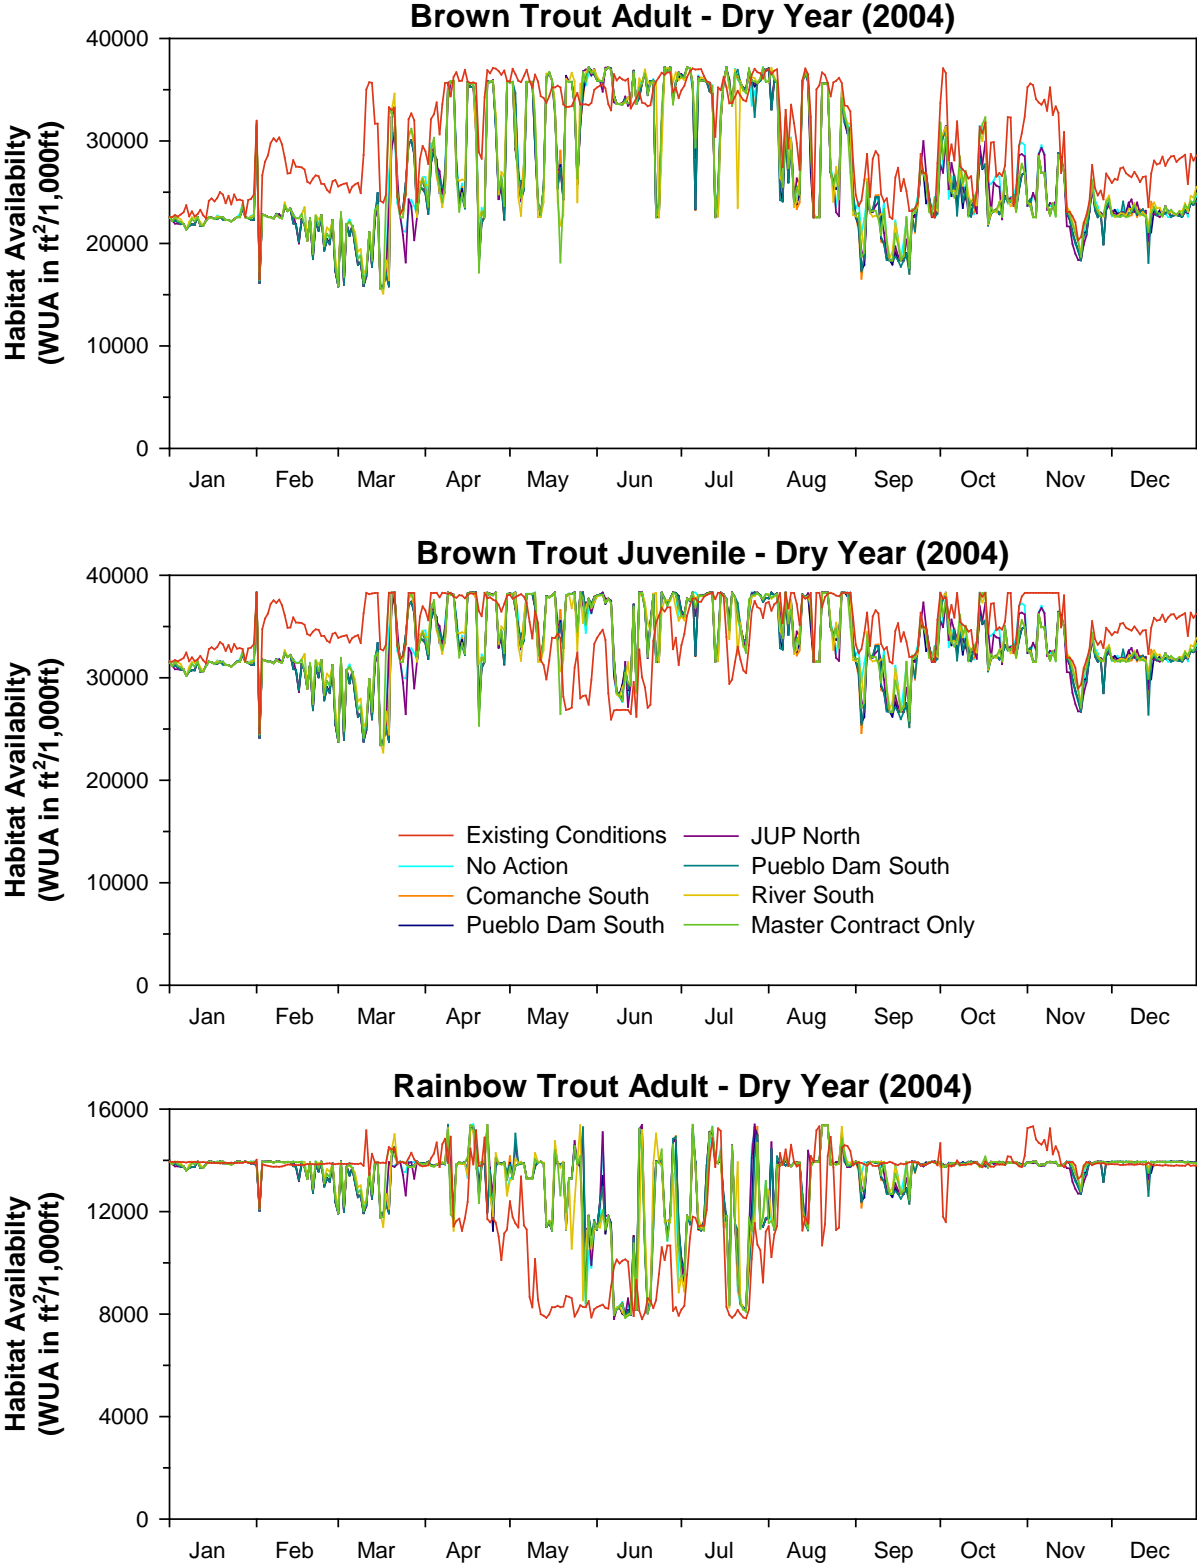 Brown Trout Adult - Dry Year (2004)
Habitat Availabilty
(WUA in ft²/1,000ft)
40000
30000
20000
10000
0
Jan Feb Mar Apr May Jun Jul Aug Sep Oct Nov Dec
Brown Trout Juvenile - Dry Year (2004)
Habitat Availabilty
(WUA in ft²/1,000ft)
40000
30000
20000
10000
0
Existing Conditions JUP North
No Action Pueblo Dam South
Comanche South River South
Pueblo Dam South Master Contract Only
Jan Feb Mar Apr May Jun Jul Aug Sep Oct Nov Dec
Rainbow Trout Adult - Dry Year (2004)
Habitat Availabilty
(WUA in ft²/1,000ft)
16000
12000
8000
4000
0
Jan Feb Mar Apr May Jun Jul Aug Sep Oct Nov Dec